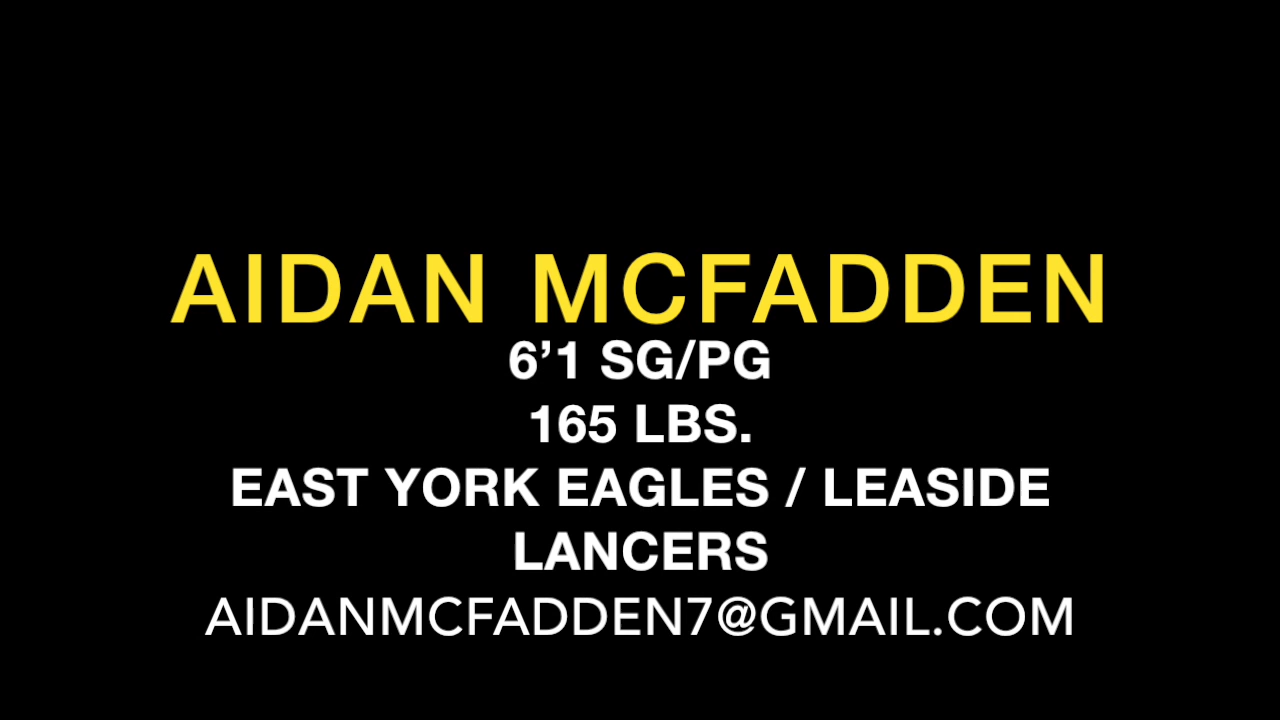 AIDAN MCFADDEN
6’1 SG/PG
165 LBS.
EAST YORK EAGLES / LEASIDE
LANCERS
AIDANMCFADDEN7@GMAIL.COM